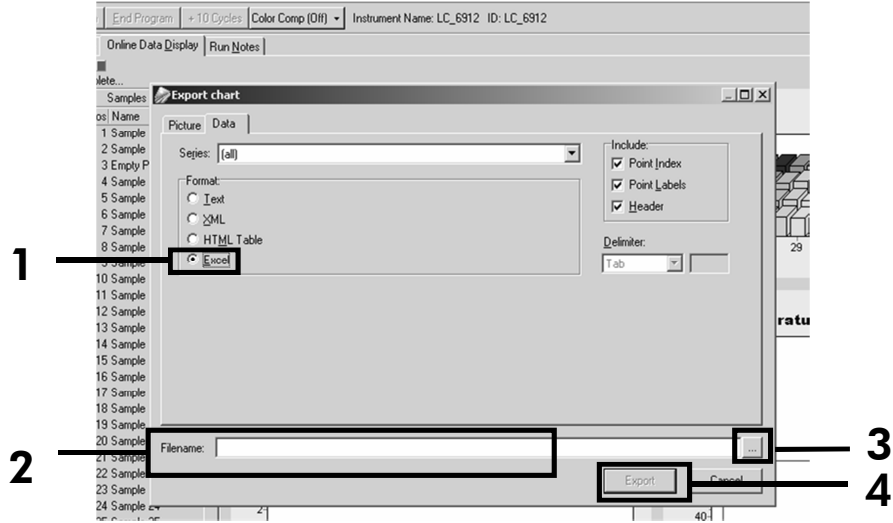 End Program + 10 Cycles Color Comp (Off) Instrument Name: LC_6912 ID: LC_6912
Online Data Display Run Notes
Samples
Name
1 Sample
2 Sample
3 Empty P
4 Sample
5 Sample
6 Sample
7 Sample
8 Sample
10 Sample
11 Sample
12 Sample
13 Sample
14 Sample
15 Sample
16 Sample
17 Sample
18 Sample
19 Sample
20 Sample
21 Sample
22 Sample
23 Sample
24 Sample 24
Export chart
Picture Data
Series: (all)
Format:
Text
XML
HTML Table
Excel
Include:
Point Index
Point Labels
Header
Delimiter:
Tab
Filename:
...
Export Cancel
29
ratu
2-
40-
1
2
3
4